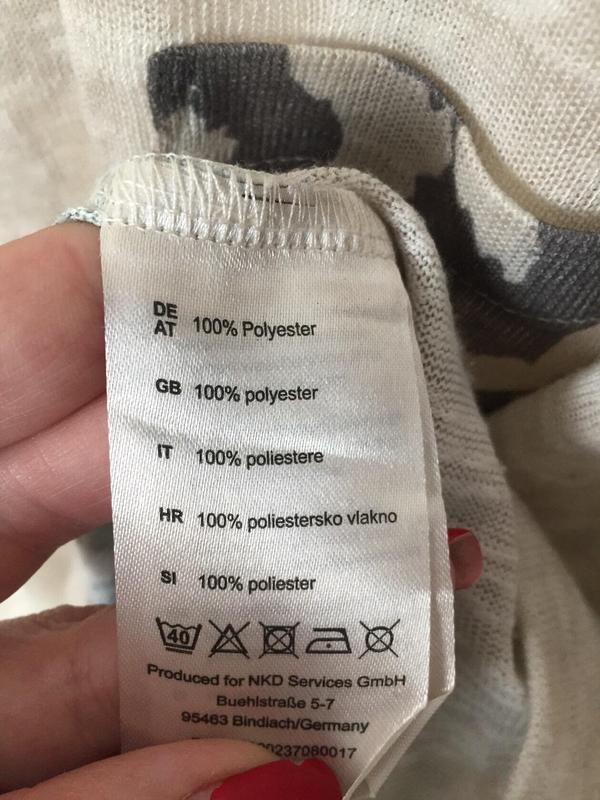 DE
AT 100% Polyester
GB 100% polyester
IT 100% poliestere
HR 100% poliestersko vlakno
SI 100% poliester
40
Produced for NKD Services GmbH
Buehlstraße 5-7
95463 Bindlach/Germany
0237080017